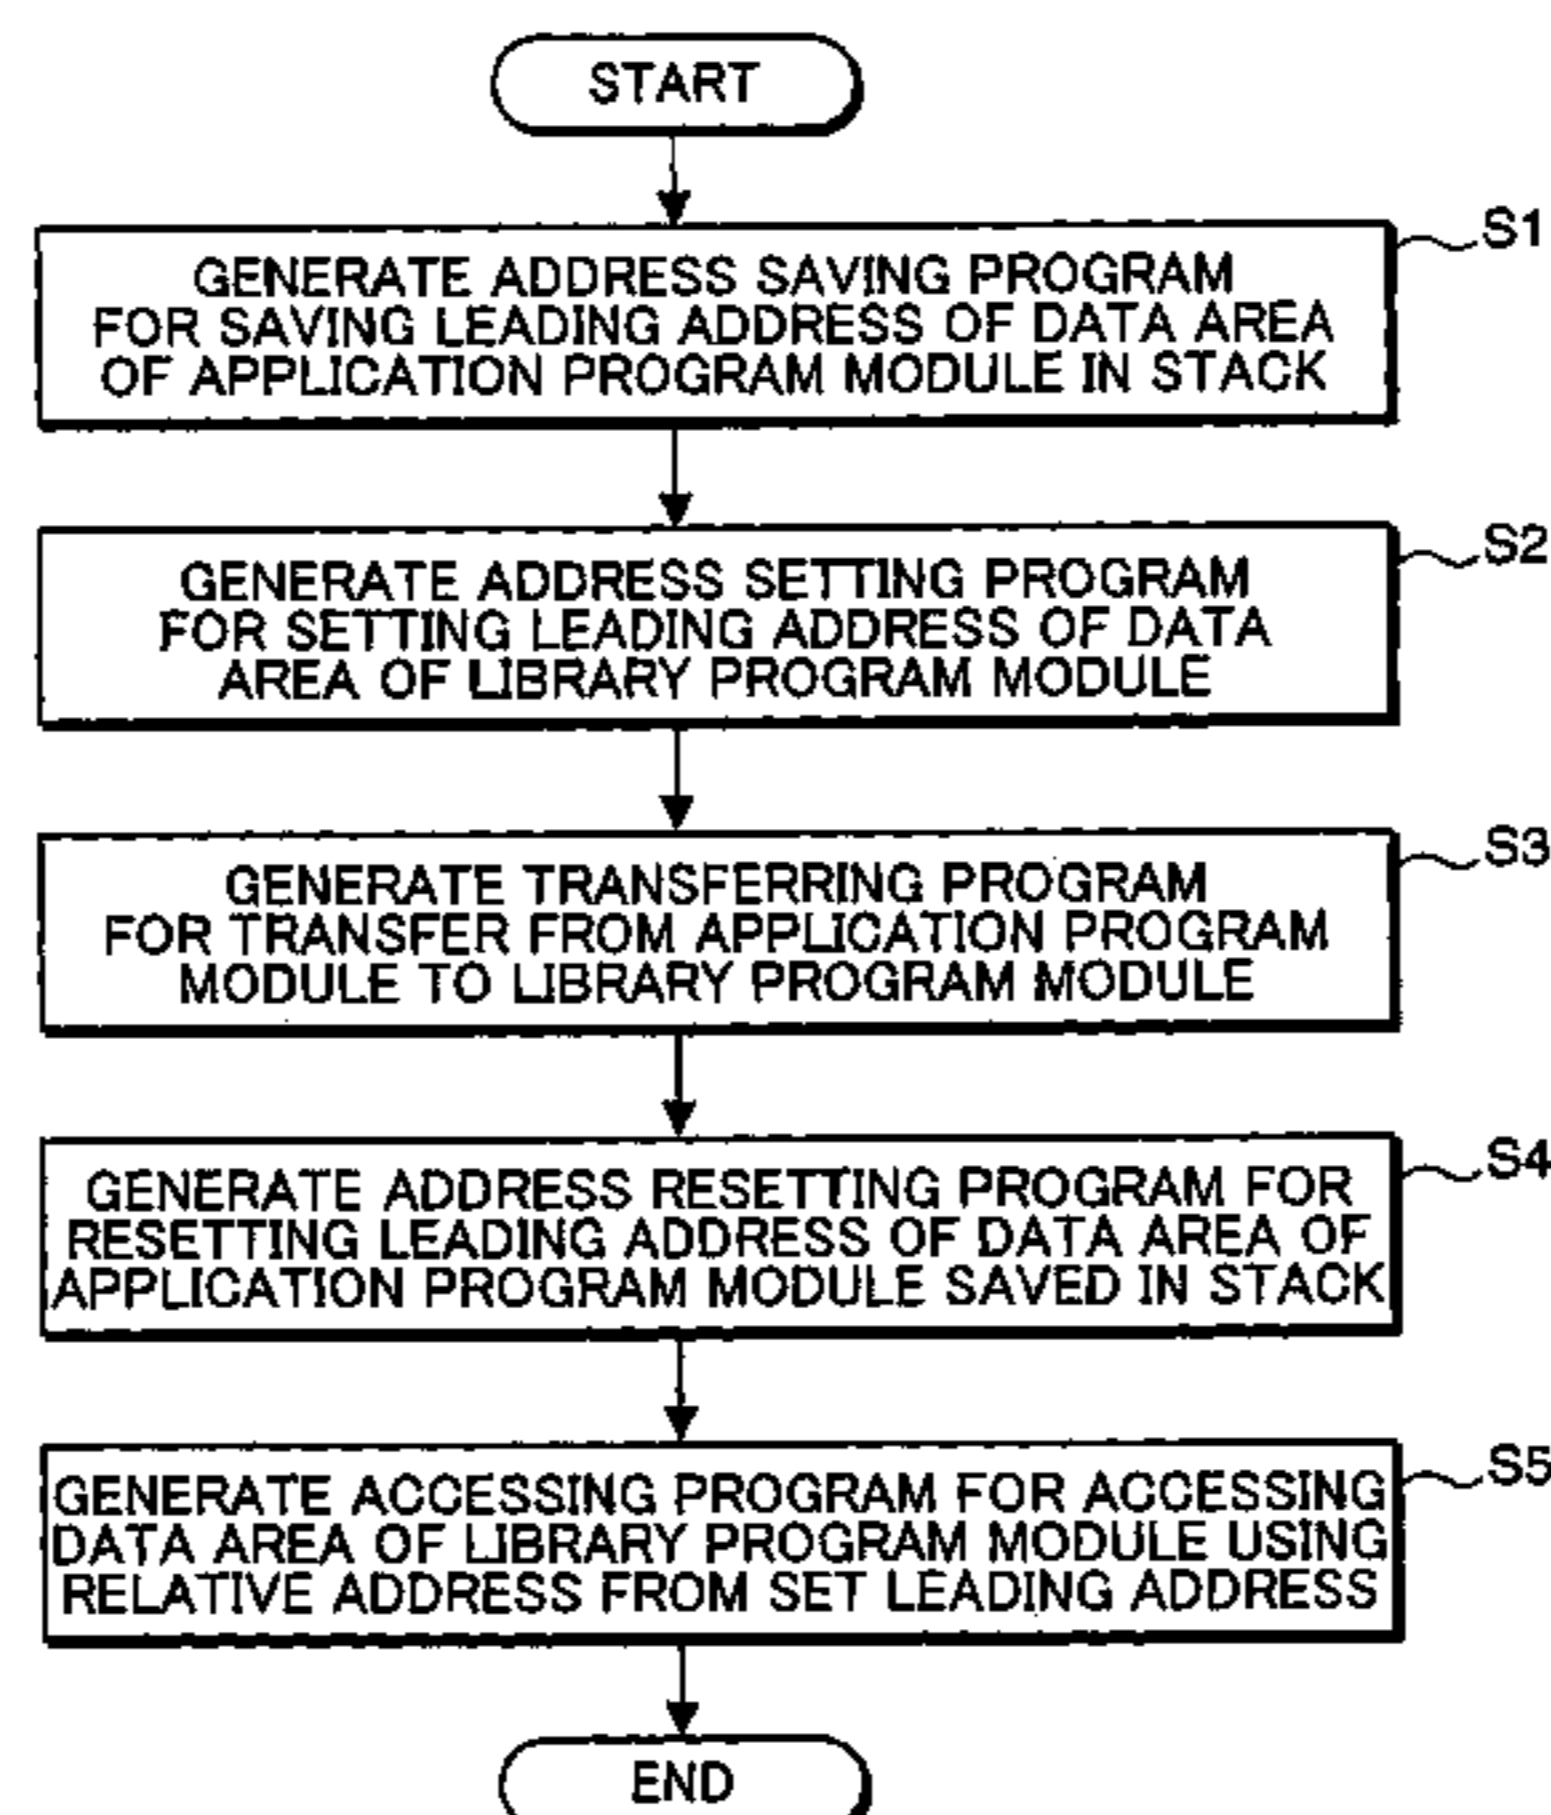 START
S1
GENERATE ADDRESS SAVING PROGRAM
FOR SAVING LEADING ADDRESS OF DATA AREA
OF APPLICATION PROGRAM MODULE IN STACK
S2
GENERATE ADDRESS SETTING PROGRAM
FOR SETTING LEADING ADDRESS OF DATA
AREA OF LIBRARY PROGRAM MODULE
S3
GENERATE TRANSFERRING PROGRAM
FOR TRANSFER FROM APPLICATION PROGRAM
MODULE TO LIBRARY PROGRAM MODULE
S4
GENERATE ADDRESS RESETTING PROGRAM FOR
RESETTING LEADING ADDRESS OF DATA AREA OF
APPLICATION PROGRAM MODULE SAVED IN STACK
S5
GENERATE ACCESSING PROGRAM FOR ACCESSING
DATA AREA OF LIBRARY PROGRAM MODULE USING
RELATIVE ADDRESS FROM SET LEADING ADDRESS
END